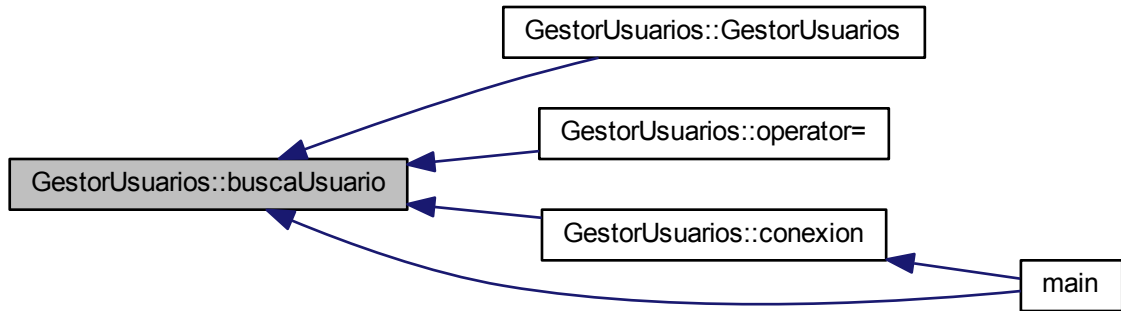 GestorUsuarios::GestorUsuarios
GestorUsuarios::operator=
GestorUsuarios::buscaUsuario
GestorUsuarios::conexion
main